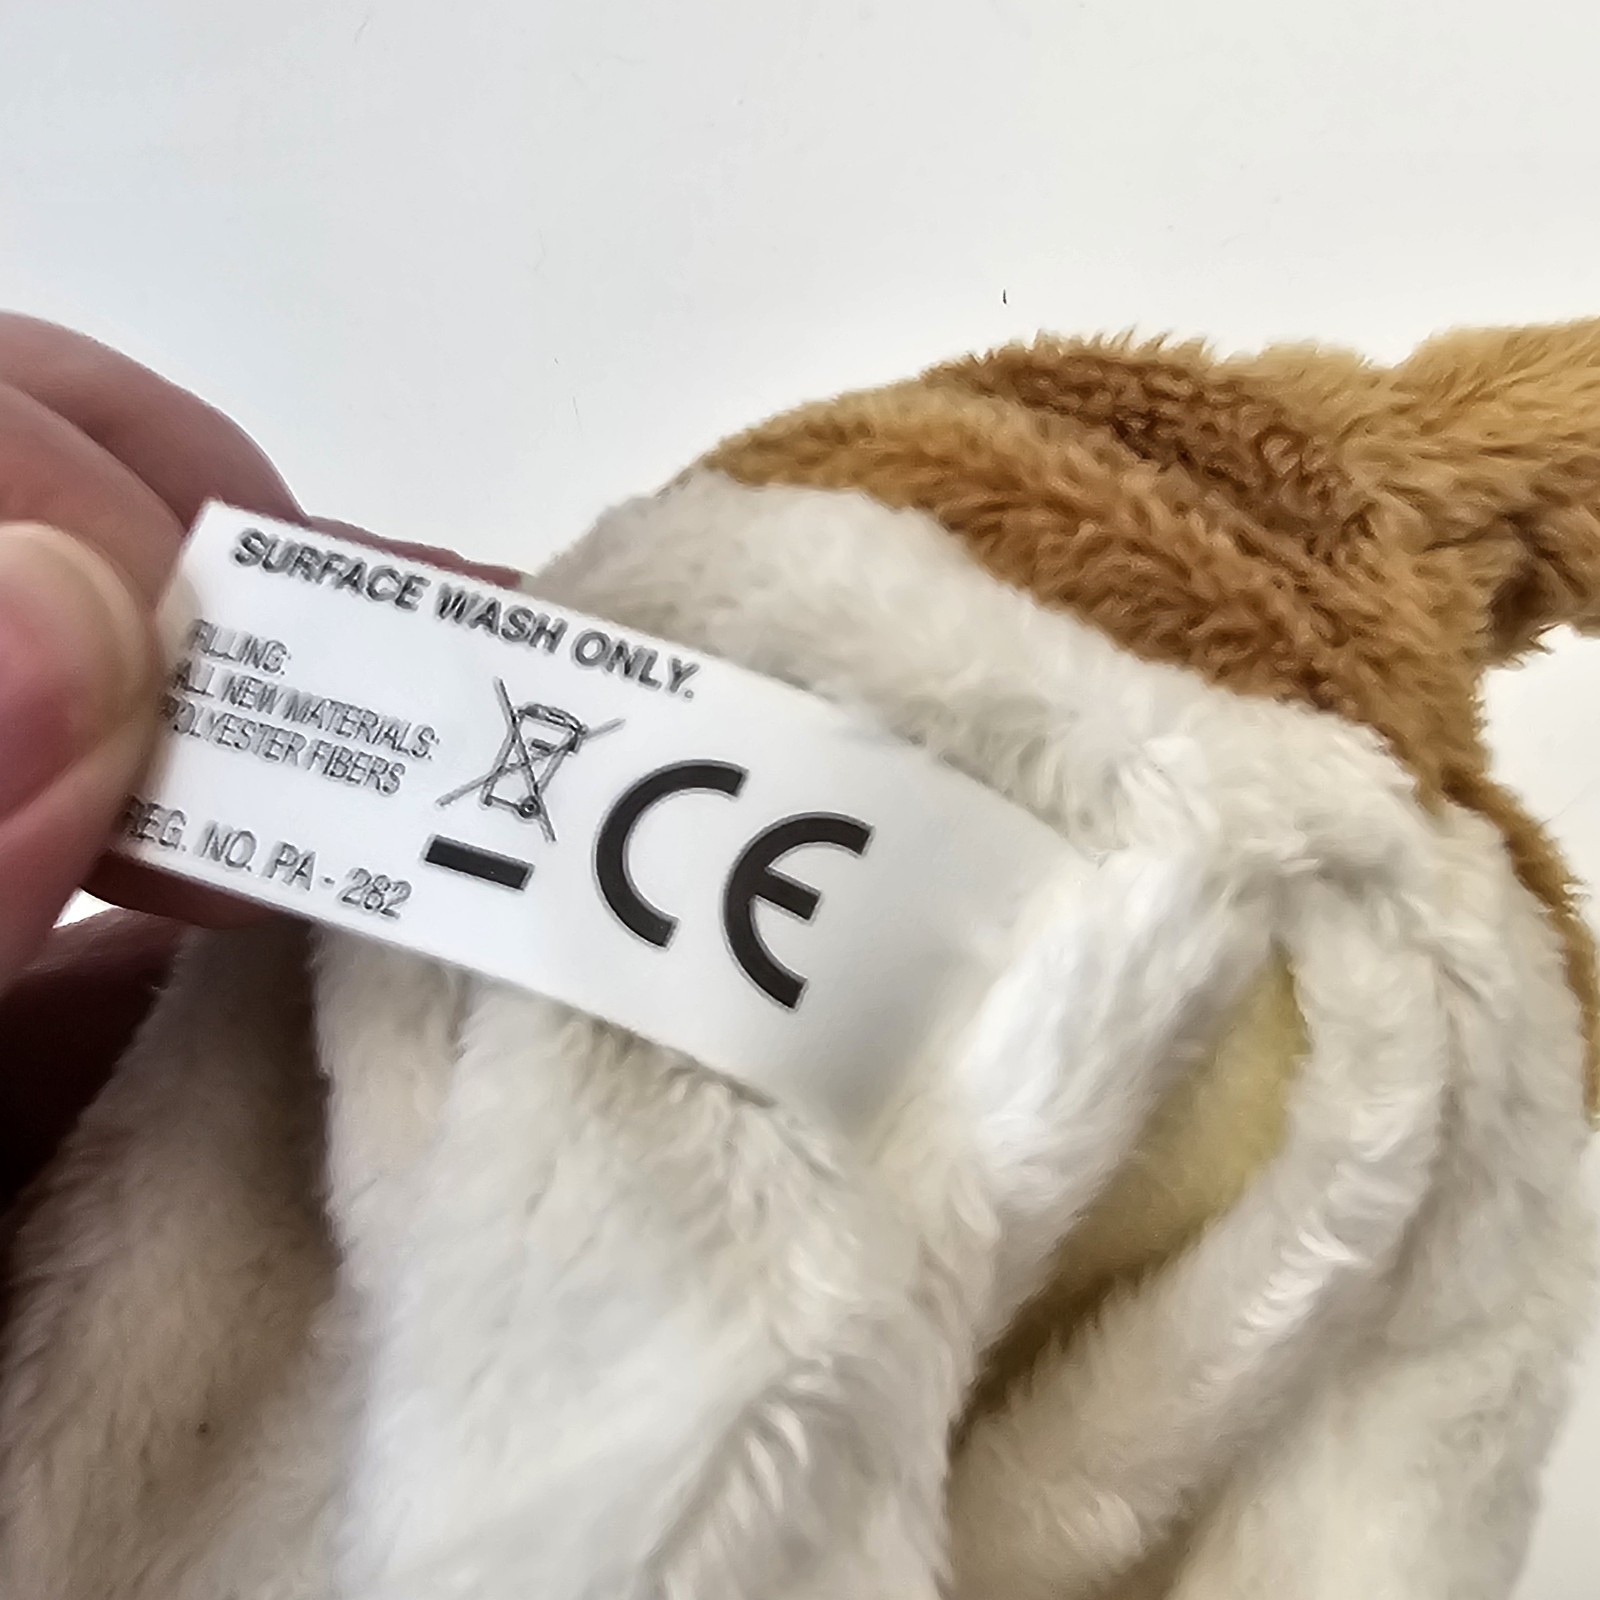 SURFACE WASH ONLY.
FILLING:
ALL NEW MATERIALS:
POLYESTER FIBERS
REG. NO. PA - 282
CE